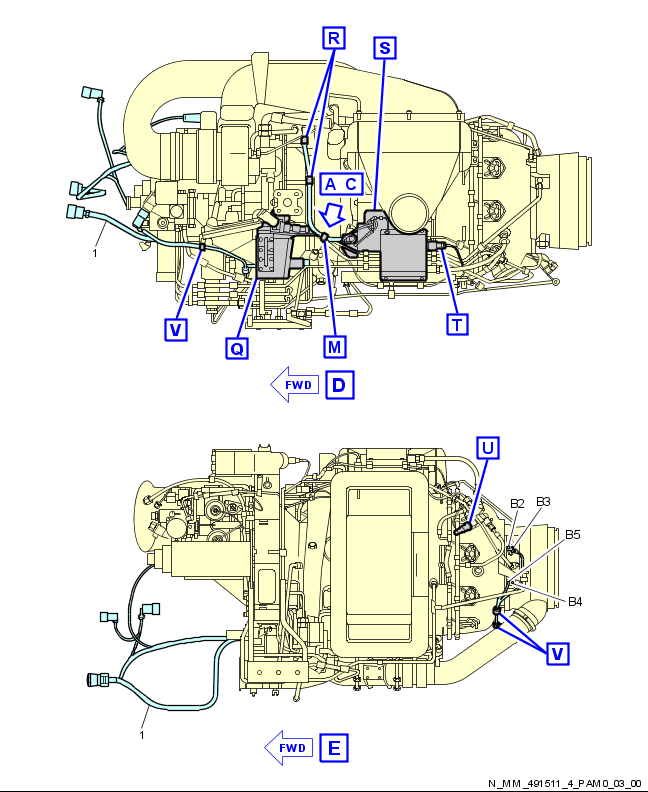 R
S
A C
1
V
Q
M
T
FWD D
U
B2 B3
B5
B4
V
1
FWD E
N_MM_491511_4_PAM0_03_00